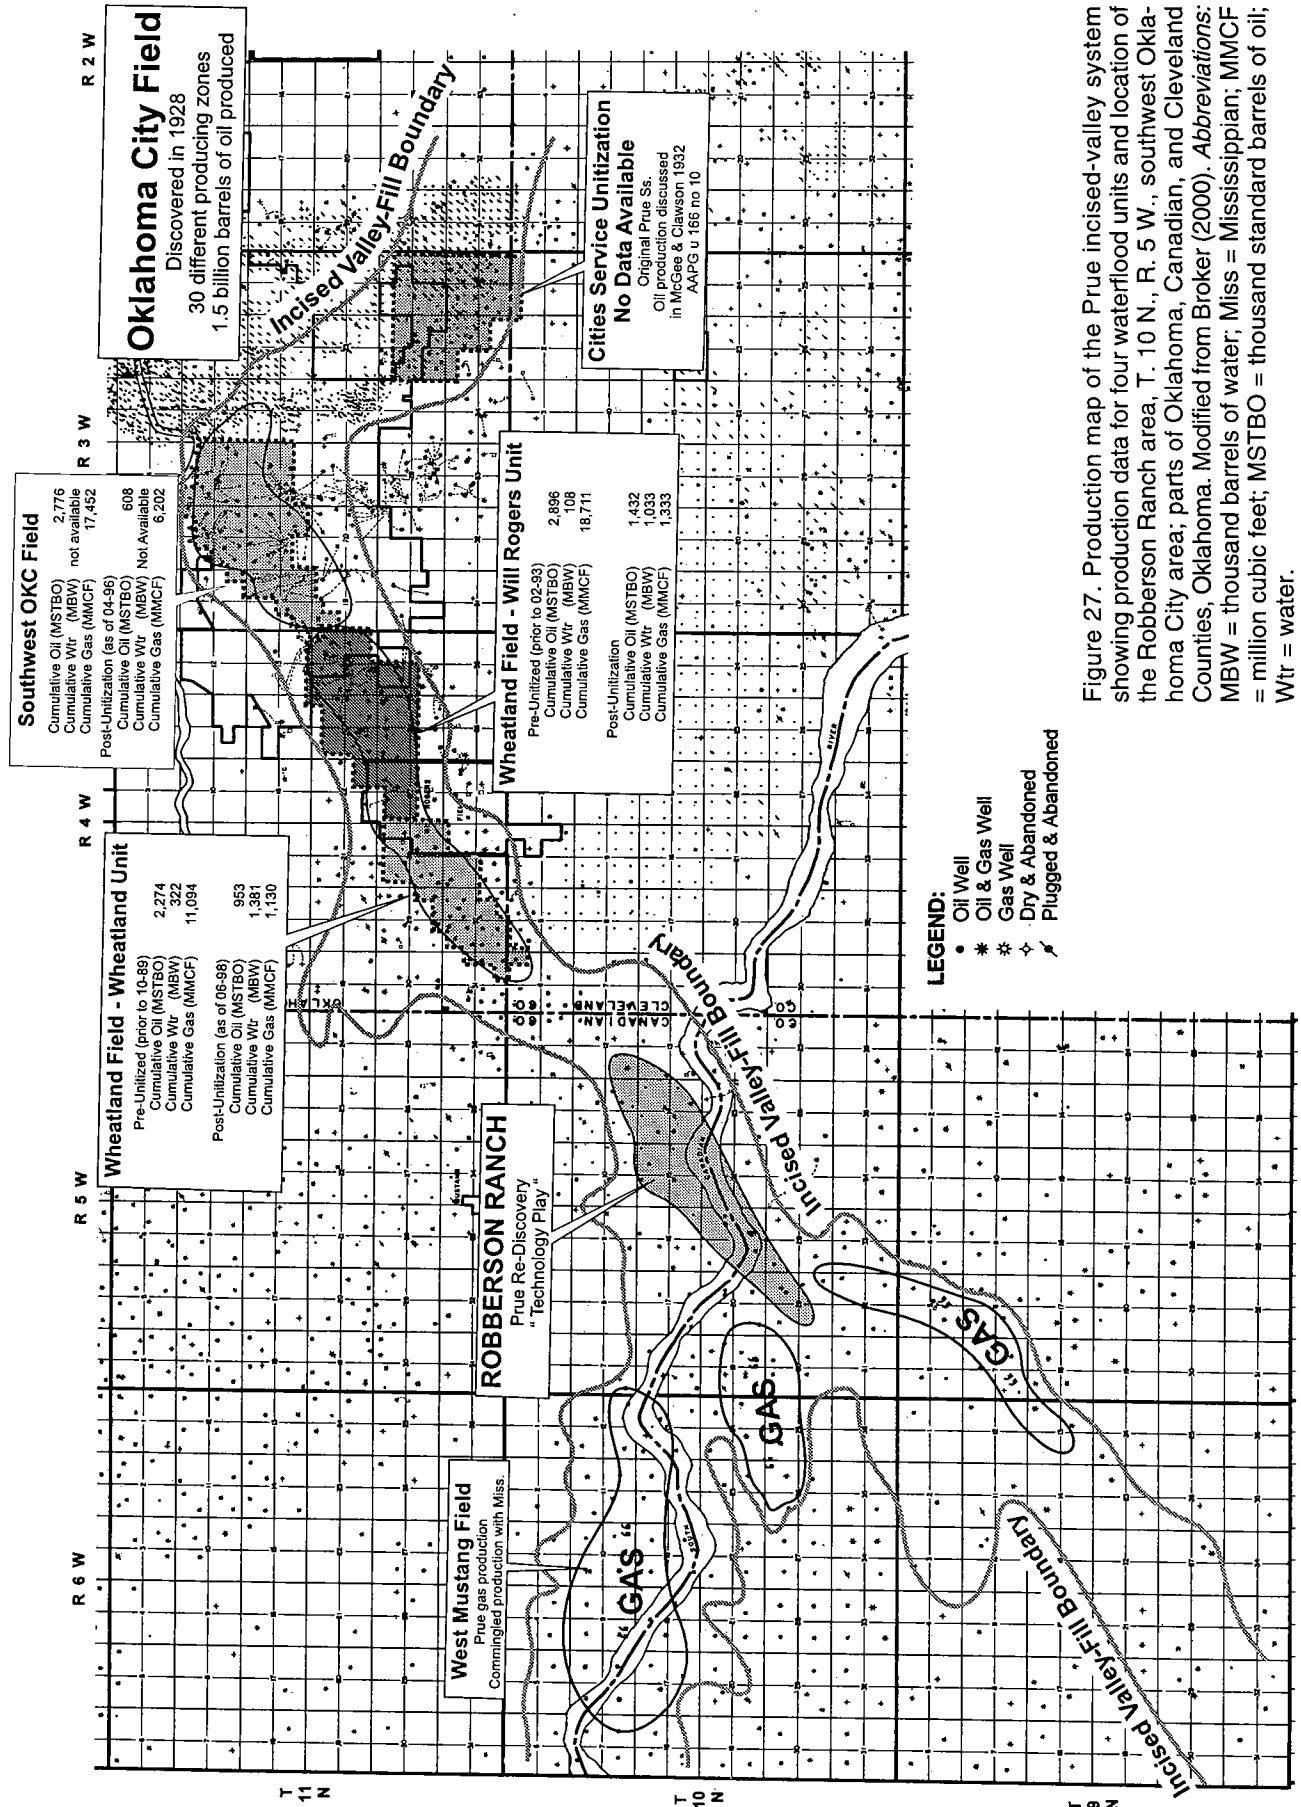 R 6 W
R 5 W
R 4 W
R 3 W
R 2 W
T
11
N
T
10
N
T
9
N
Oklahoma City Field
Discovered in 1928
30 different producing zones
1.5 billion barrels of oil produced
Southwest OKC Field
Cumulative Oil (MSTBO) 2,776
Cumulative Wtr (MBW) not available
Cumulative Gas (MMCF) 17,452
Post-Unitization (as of 04-96)
Cumulative Oil (MSTBO) 608
Cumulative Wtr (MBW) Not Available
Cumulative Gas (MMCF) 6,202
Wheatland Field - Wheatland Unit
Pre-Unitized (prior to 10-89)
Cumulative Oil (MSTBO) 2,274
Cumulative Wtr (MBW) 322
Cumulative Gas (MMCF) 11,094
Post-Unitization (as of 06-98)
Cumulative Oil (MSTBO) 953
Cumulative Wtr (MBW) 1,381
Cumulative Gas (MMCF) 1,130
Wheatland Field - Will Rogers Unit
Pre-Unitized (prior to 02-93)
Cumulative Oil (MSTBO) 2,896
Cumulative Wtr (MBW) 108
Cumulative Gas (MMCF) 18,711
Post-Unitization
Cumulative Oil (MSTBO) 1,432
Cumulative Wtr (MBW) 1,033
Cumulative Gas (MMCF) 1,333
Cities Service Unitization
No Data Available
Original Prue Ss.
Oil production discussed
in McGee & Clawson 1932
AAPG u 166 no 10
Incised Valley-Fill Boundary
ROBBERSON RANCH
Prue Re-Discovery
" Technology Play "
West Mustang Field
Prue gas production
Commingled production with Miss.
" GAS "
" GAS "
" GAS "
Incised Valley-Fill Boundary
Incised Valley-Fill Boundary
MUSTANG
CANADIAN CO.
CLEVELAND CO.
SOUTH
CANADIAN
RIVER
LEGEND:
Oil Well
Oil & Gas Well
Gas Well
Dry & Abandoned
Plugged & Abandoned
Figure 27. Production map of the Prue incised-valley system
showing production data for four waterflood units and location of
the Robberson Ranch area, T. 10 N., R. 5 W., southwest Okla-
homa City area; parts of Oklahoma, Canadian, and Cleveland
Counties, Oklahoma. Modified from Broker (2000). Abbreviations:
MBW = thousand barrels of water; Miss = Mississippian; MMCF
= million cubic feet; MSTBO = thousand standard barrels of oil;
Wtr = water.